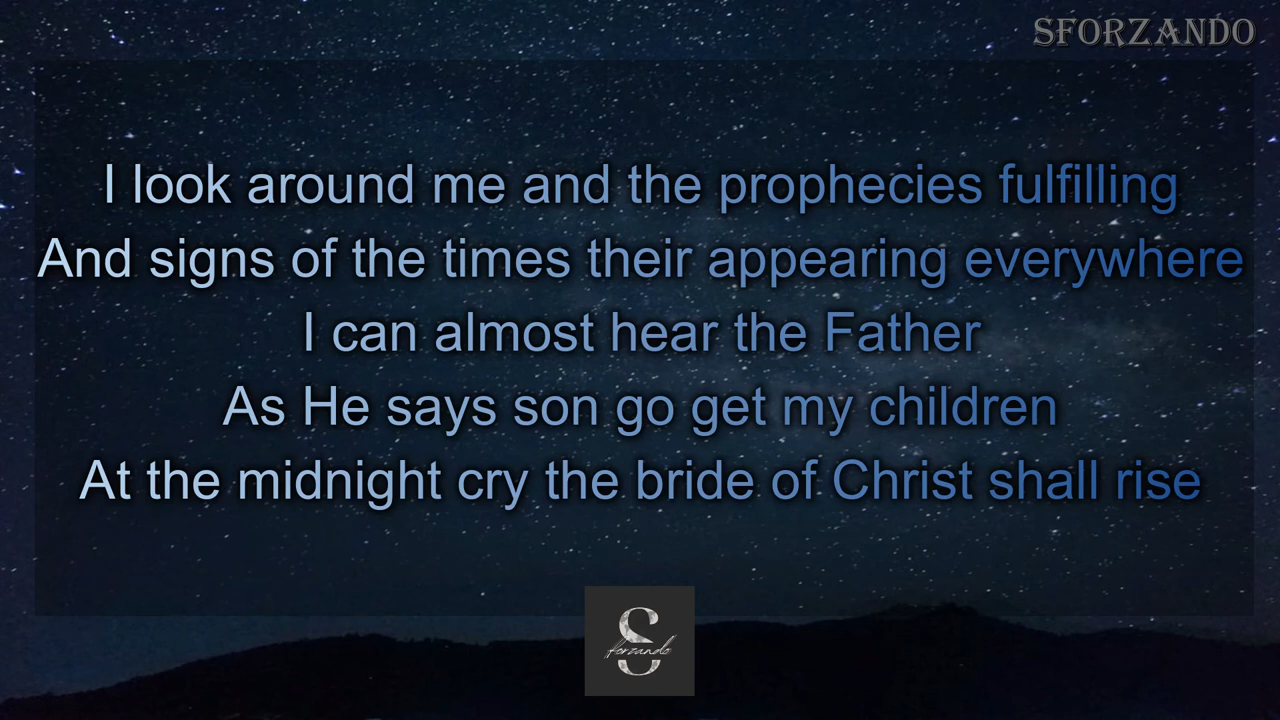 SFORZANDO
I look around me and the prophecies fulfilling
And signs of the times their appearing everywhere
I can almost hear the Father
As He says son go get my children
At the midnight cry the bride of Christ shall rise
S
forzando